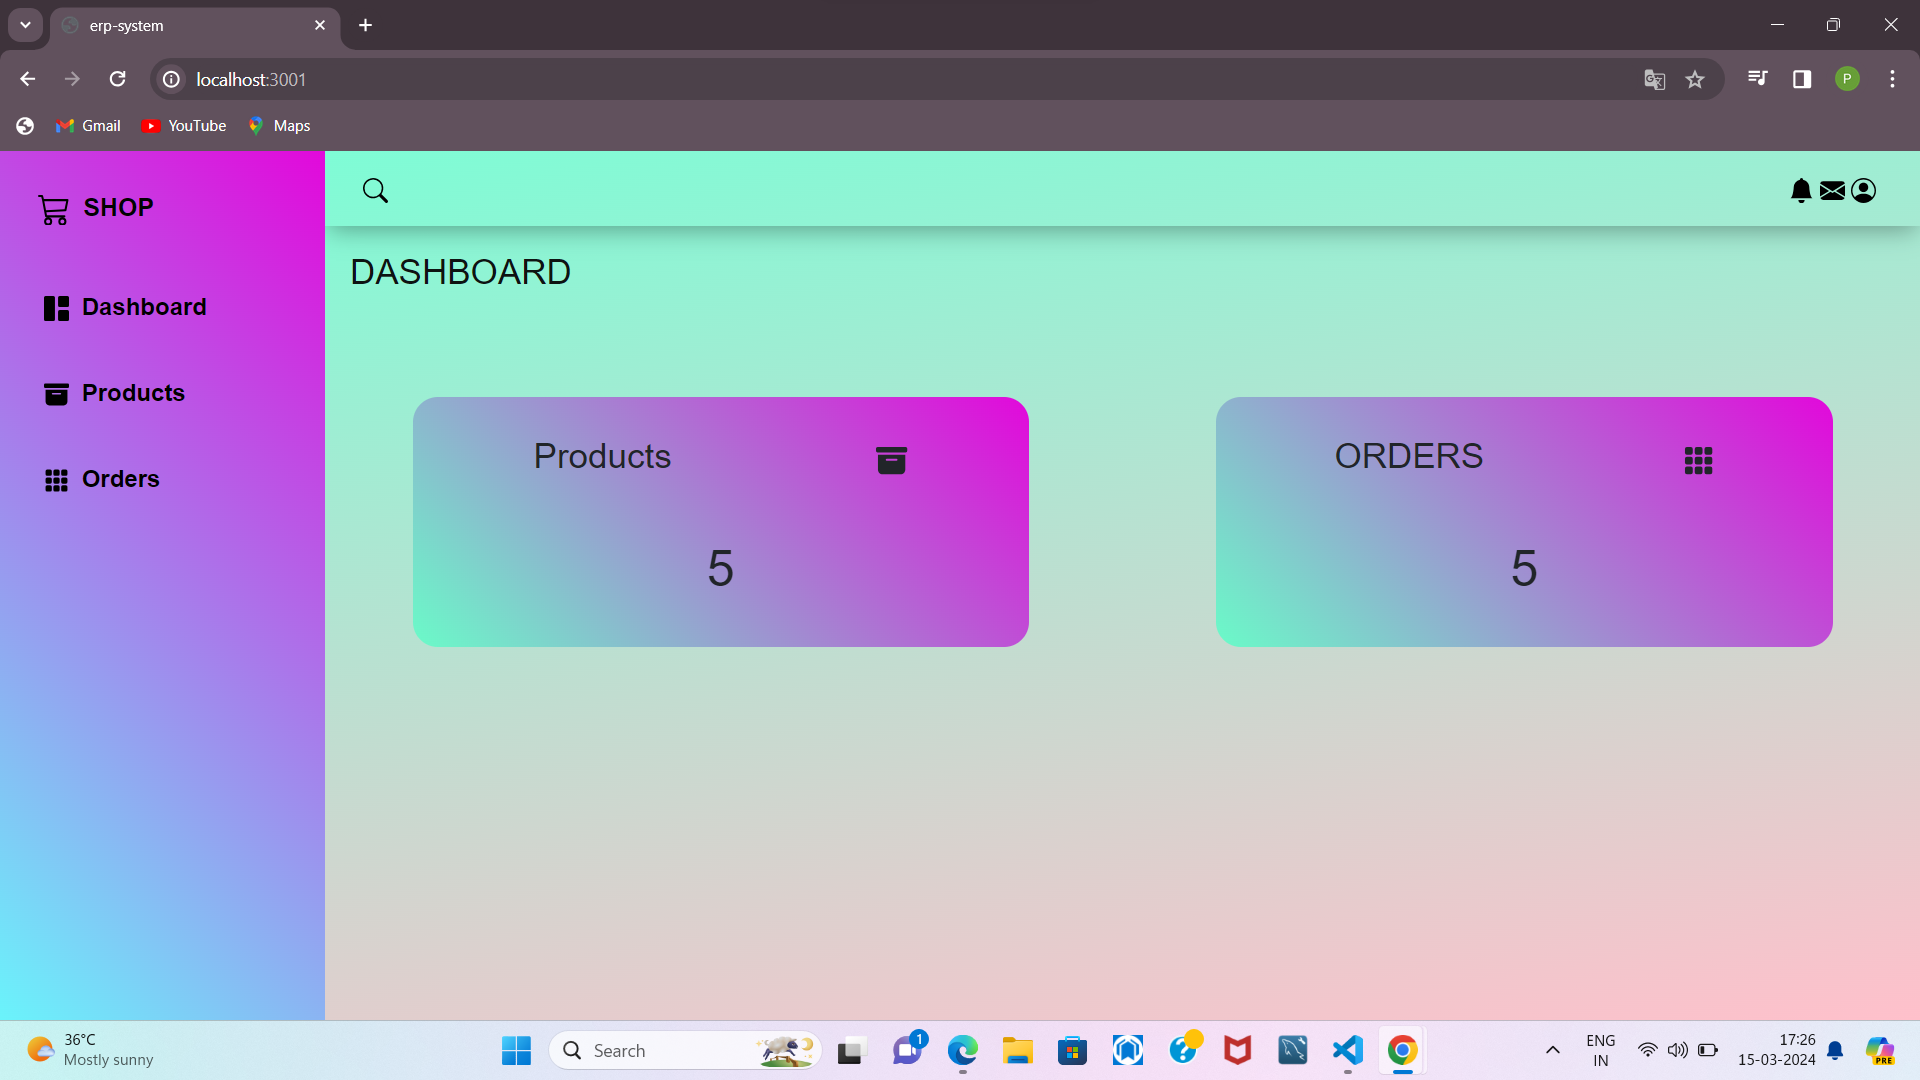 erp-system
localhost:3001
Gmail YouTube Maps
P
SHOP
Dashboard
Products
Orders
DASHBOARD
Products
5
ORDERS
5
36°C
Mostly sunny
Search
1
ENG
IN
17:26
15-03-2024
PRE